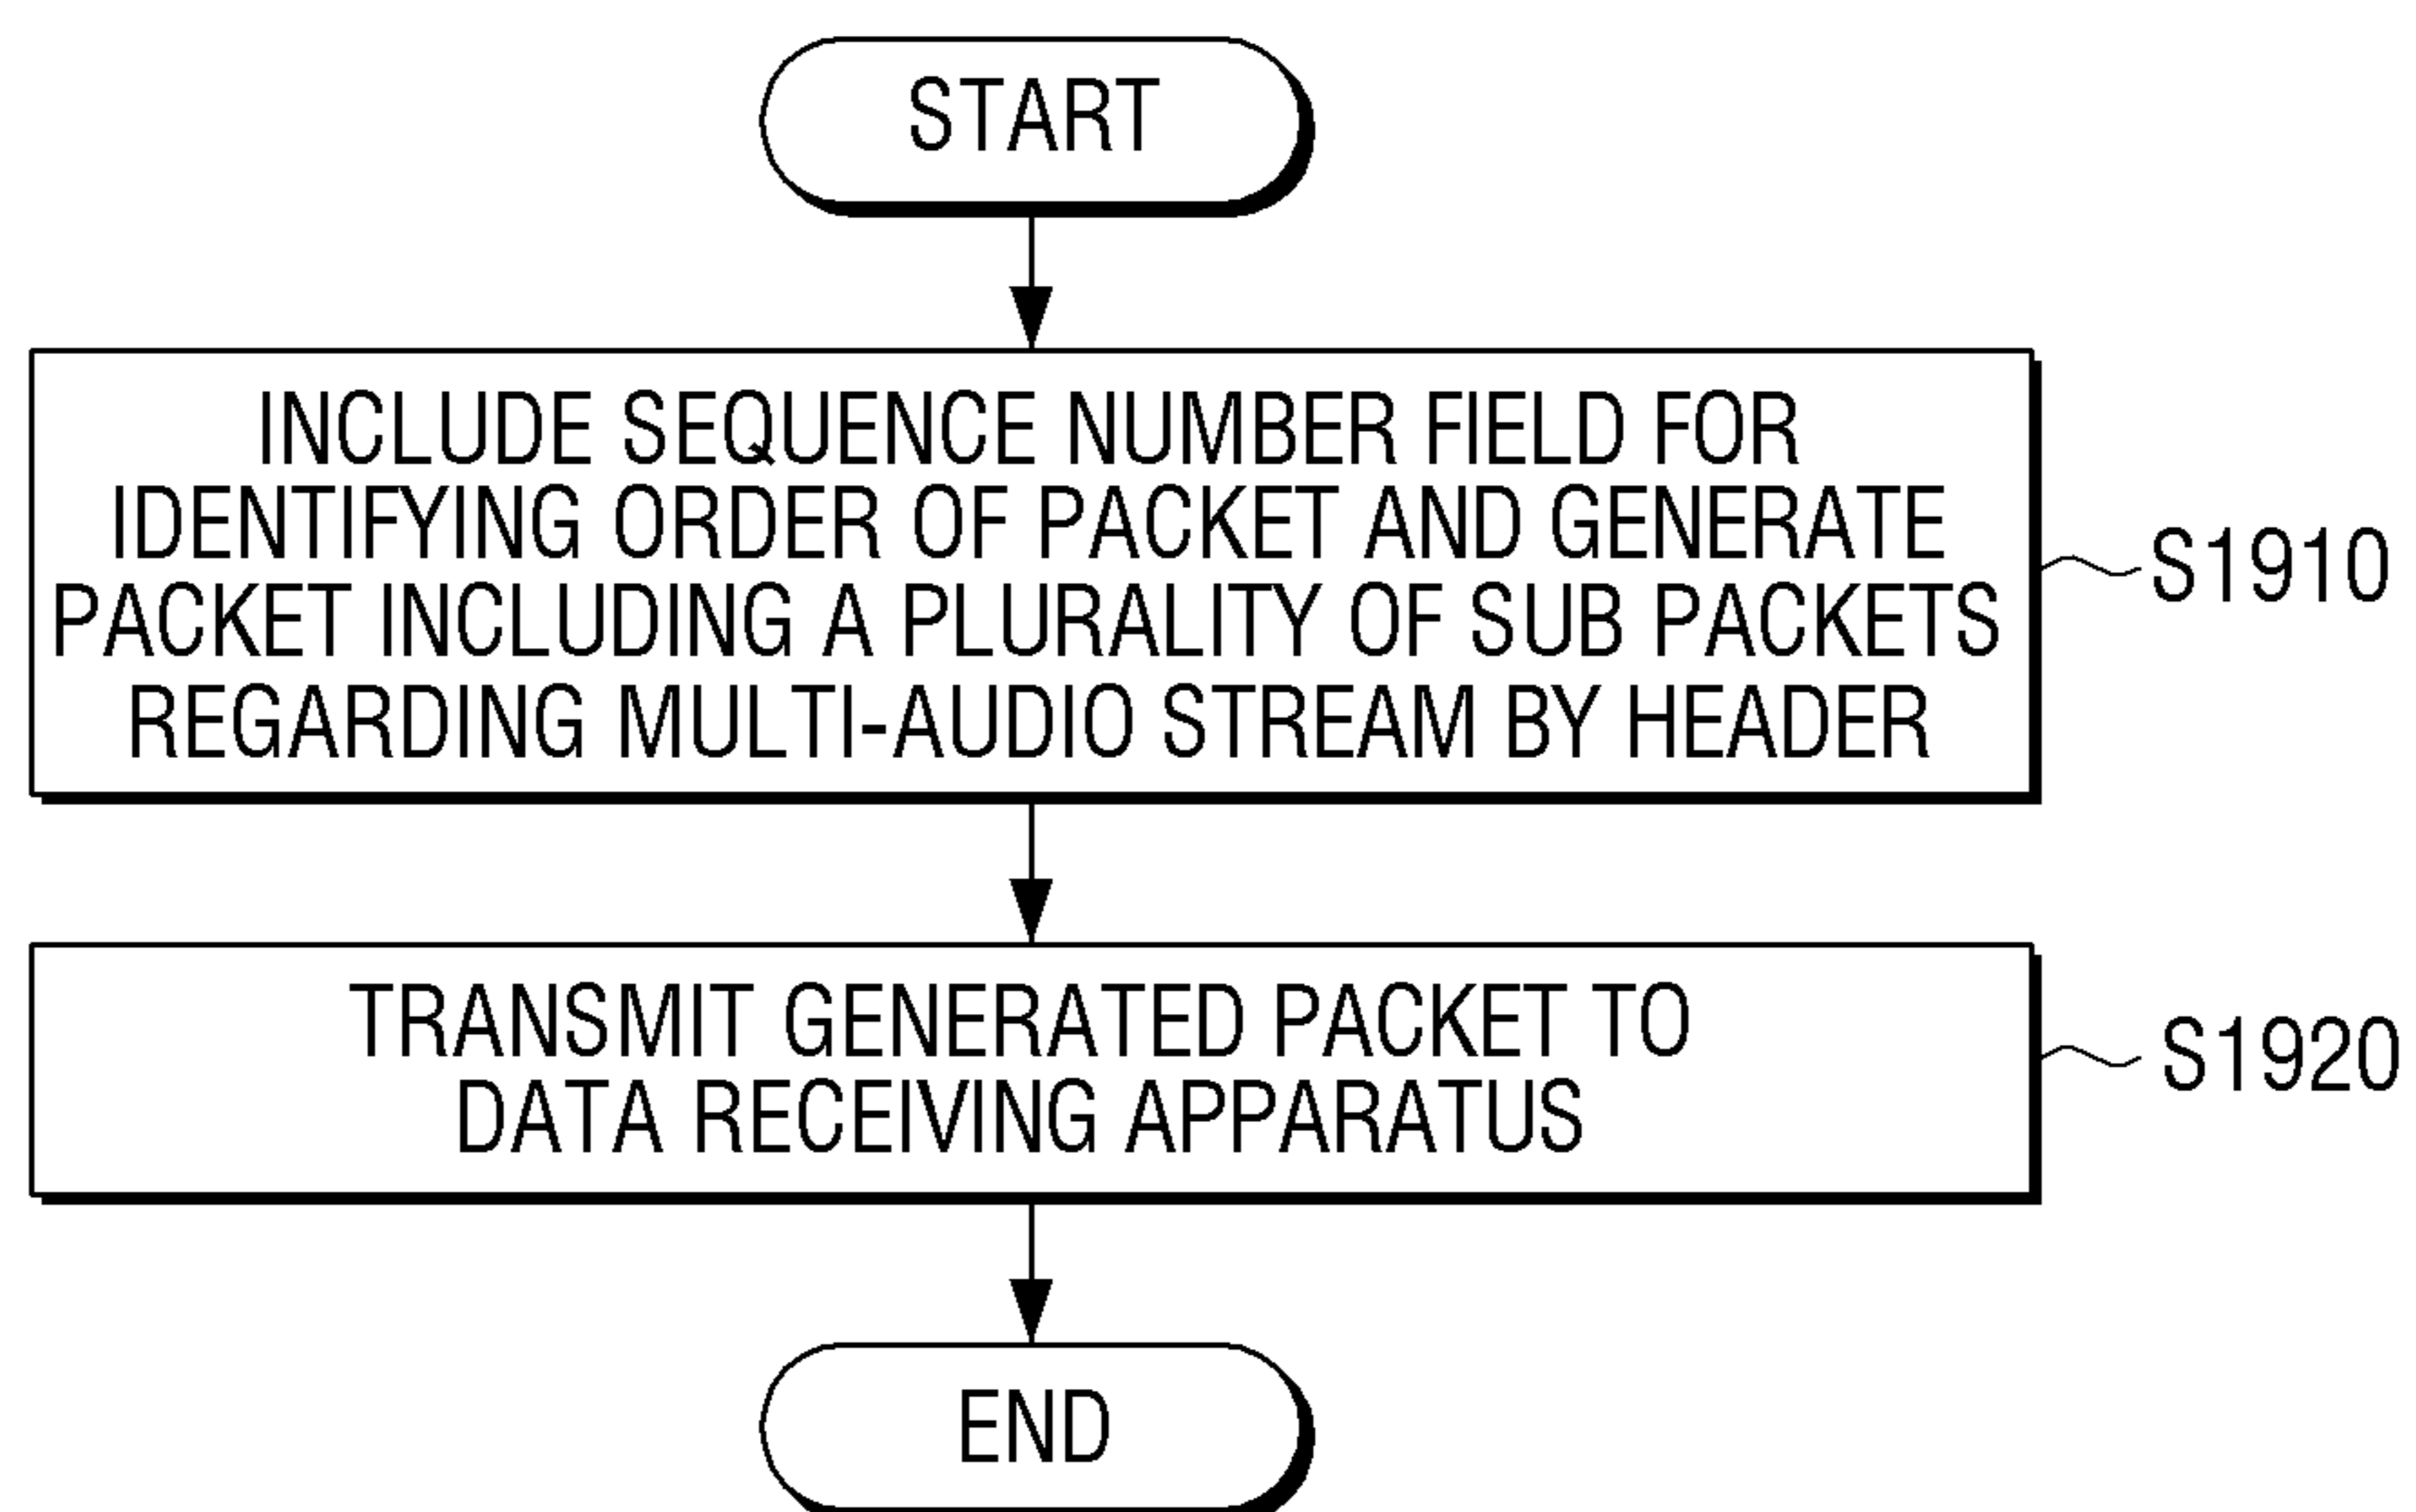 START
INCLUDE SEQUENCE NUMBER FIELD FOR
IDENTIFYING ORDER OF PACKET AND GENERATE
PACKET INCLUDING A PLURALITY OF SUB PACKETS
REGARDING MULTI-AUDIO STREAM BY HEADER
S1910
TRANSMIT GENERATED PACKET TO
DATA RECEIVING APPARATUS
S1920
END